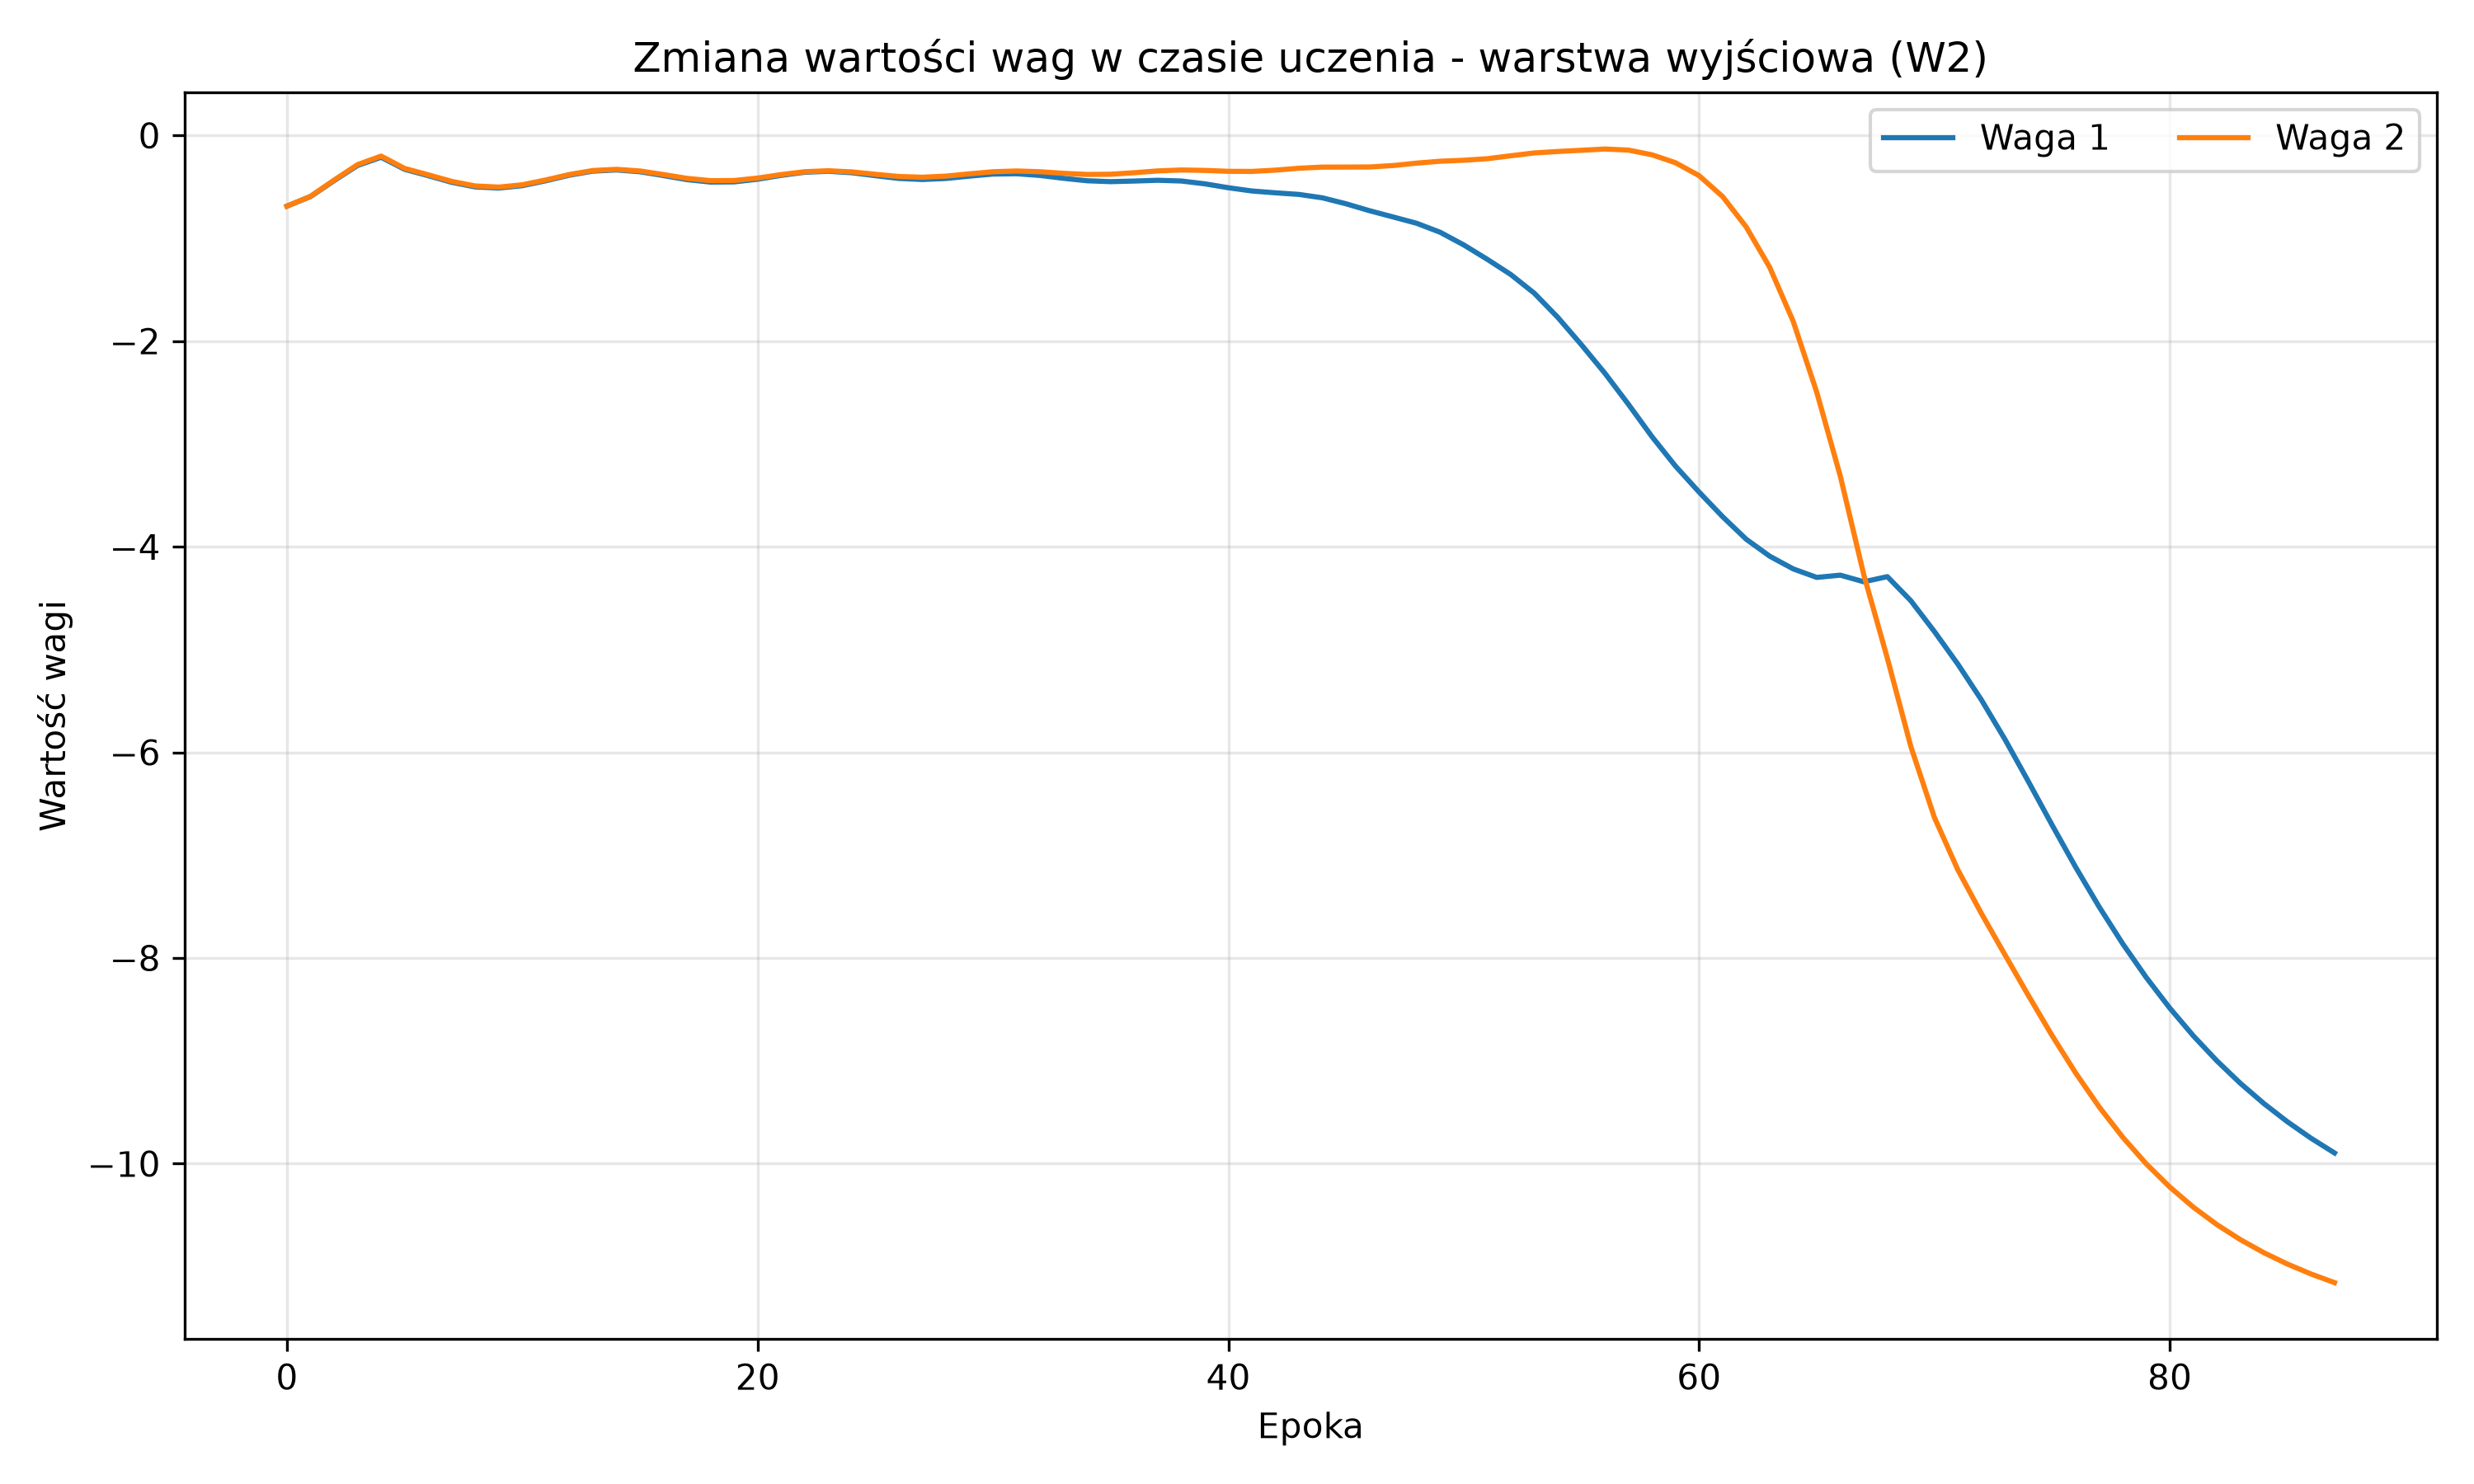 Zmiana wartości wag w czasie uczenia - warstwa wyjściowa (W2)
Waga 1 Waga 2
Wartość wagi
0
−2
−4
−6
−8
−10
0 20 40 60 80
Epoka